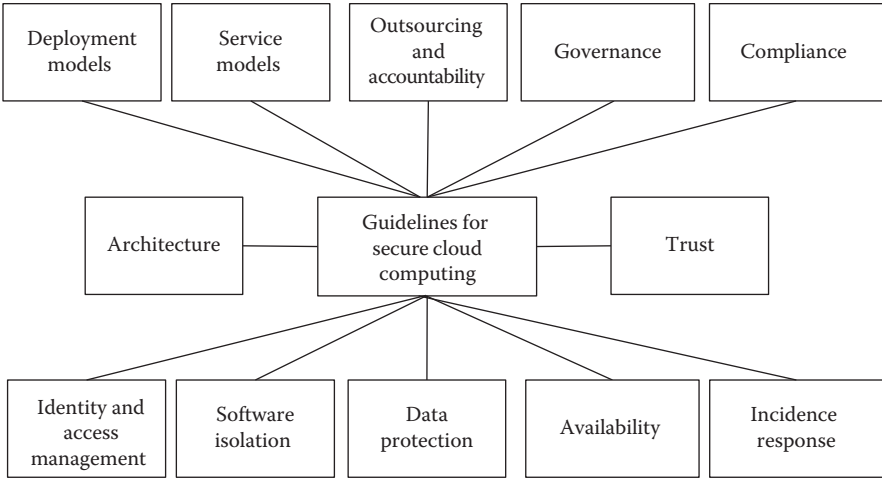 Deployment
models
Service
models
Outsourcing
and
accountability
Governance
Compliance
Architecture
Guidelines for
secure cloud
computing
Trust
Identity and
access
management
Software
isolation
Data
protection
Availability
Incidence
response